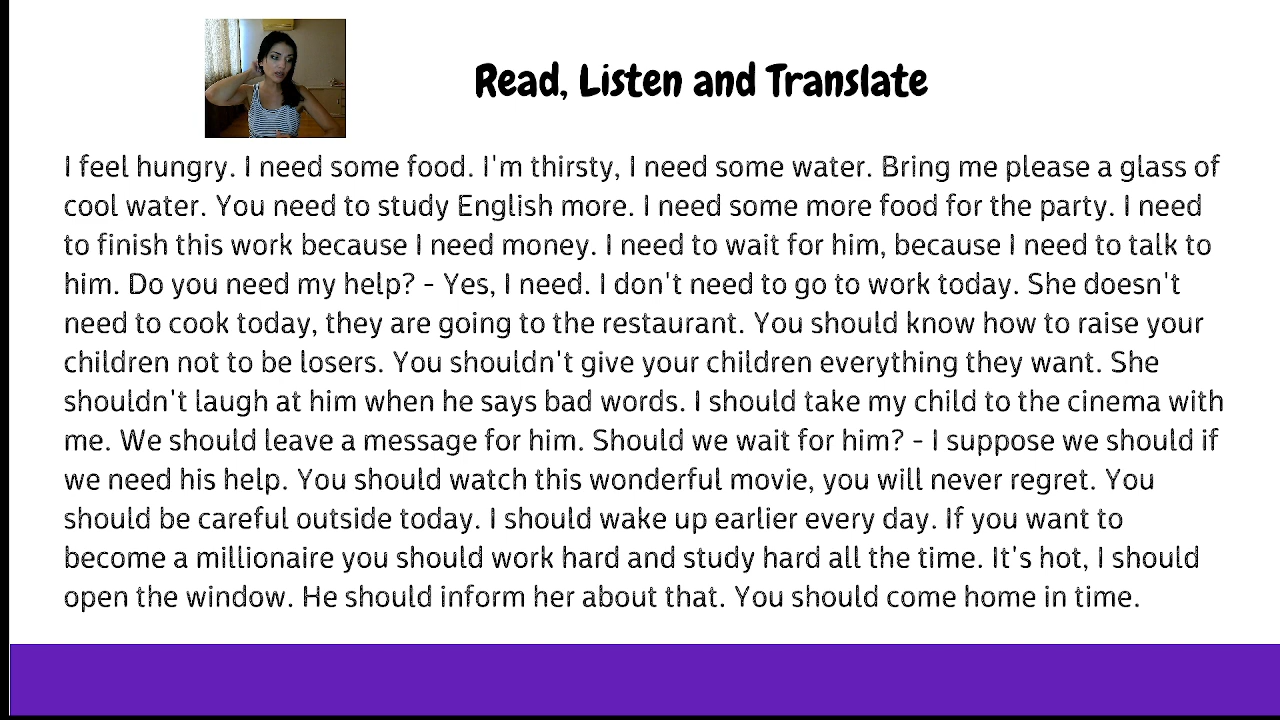 Read, Listen and Translate
I feel hungry. I need some food. I'm thirsty, I need some water. Bring me please a glass of
cool water. You need to study English more. I need some more food for the party. I need
to finish this work because I need money. I need to wait for him, because I need to talk to
him. Do you need my help? - Yes, I need. I don't need to go to work today. She doesn't
need to cook today, they are going to the restaurant. You should know how to raise your
children not to be losers. You shouldn't give your children everything they want. She
shouldn't laugh at him when he says bad words. I should take my child to the cinema with
me. We should leave a message for him. Should we wait for him? - I suppose we should if
we need his help. You should watch this wonderful movie, you will never regret. You
should be careful outside today. I should wake up earlier every day. If you want to
become a millionaire you should work hard and study hard all the time. It's hot, I should
open the window. He should inform her about that. You should come home in time.